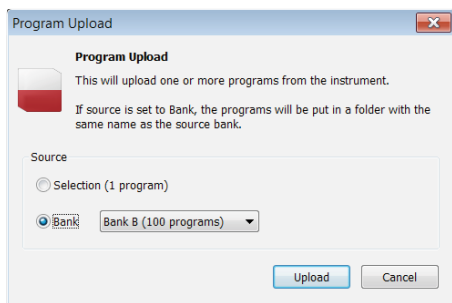 Program Upload
Program Upload
This will upload one or more programs from the instrument.
If source is set to Bank, the programs will be put in a folder with the
same name as the source bank.
Source
Selection (1 program)
Bank Bank B (100 programs)
Upload Cancel